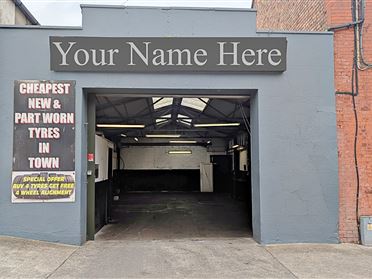 Your Name Here
CHEAPEST
NEW &
PART WORN
TYRES
IN
TOWN
SPECIAL OFFER
BUY 4 TYRES GET FREE
4 WHEEL ALIGNMENT